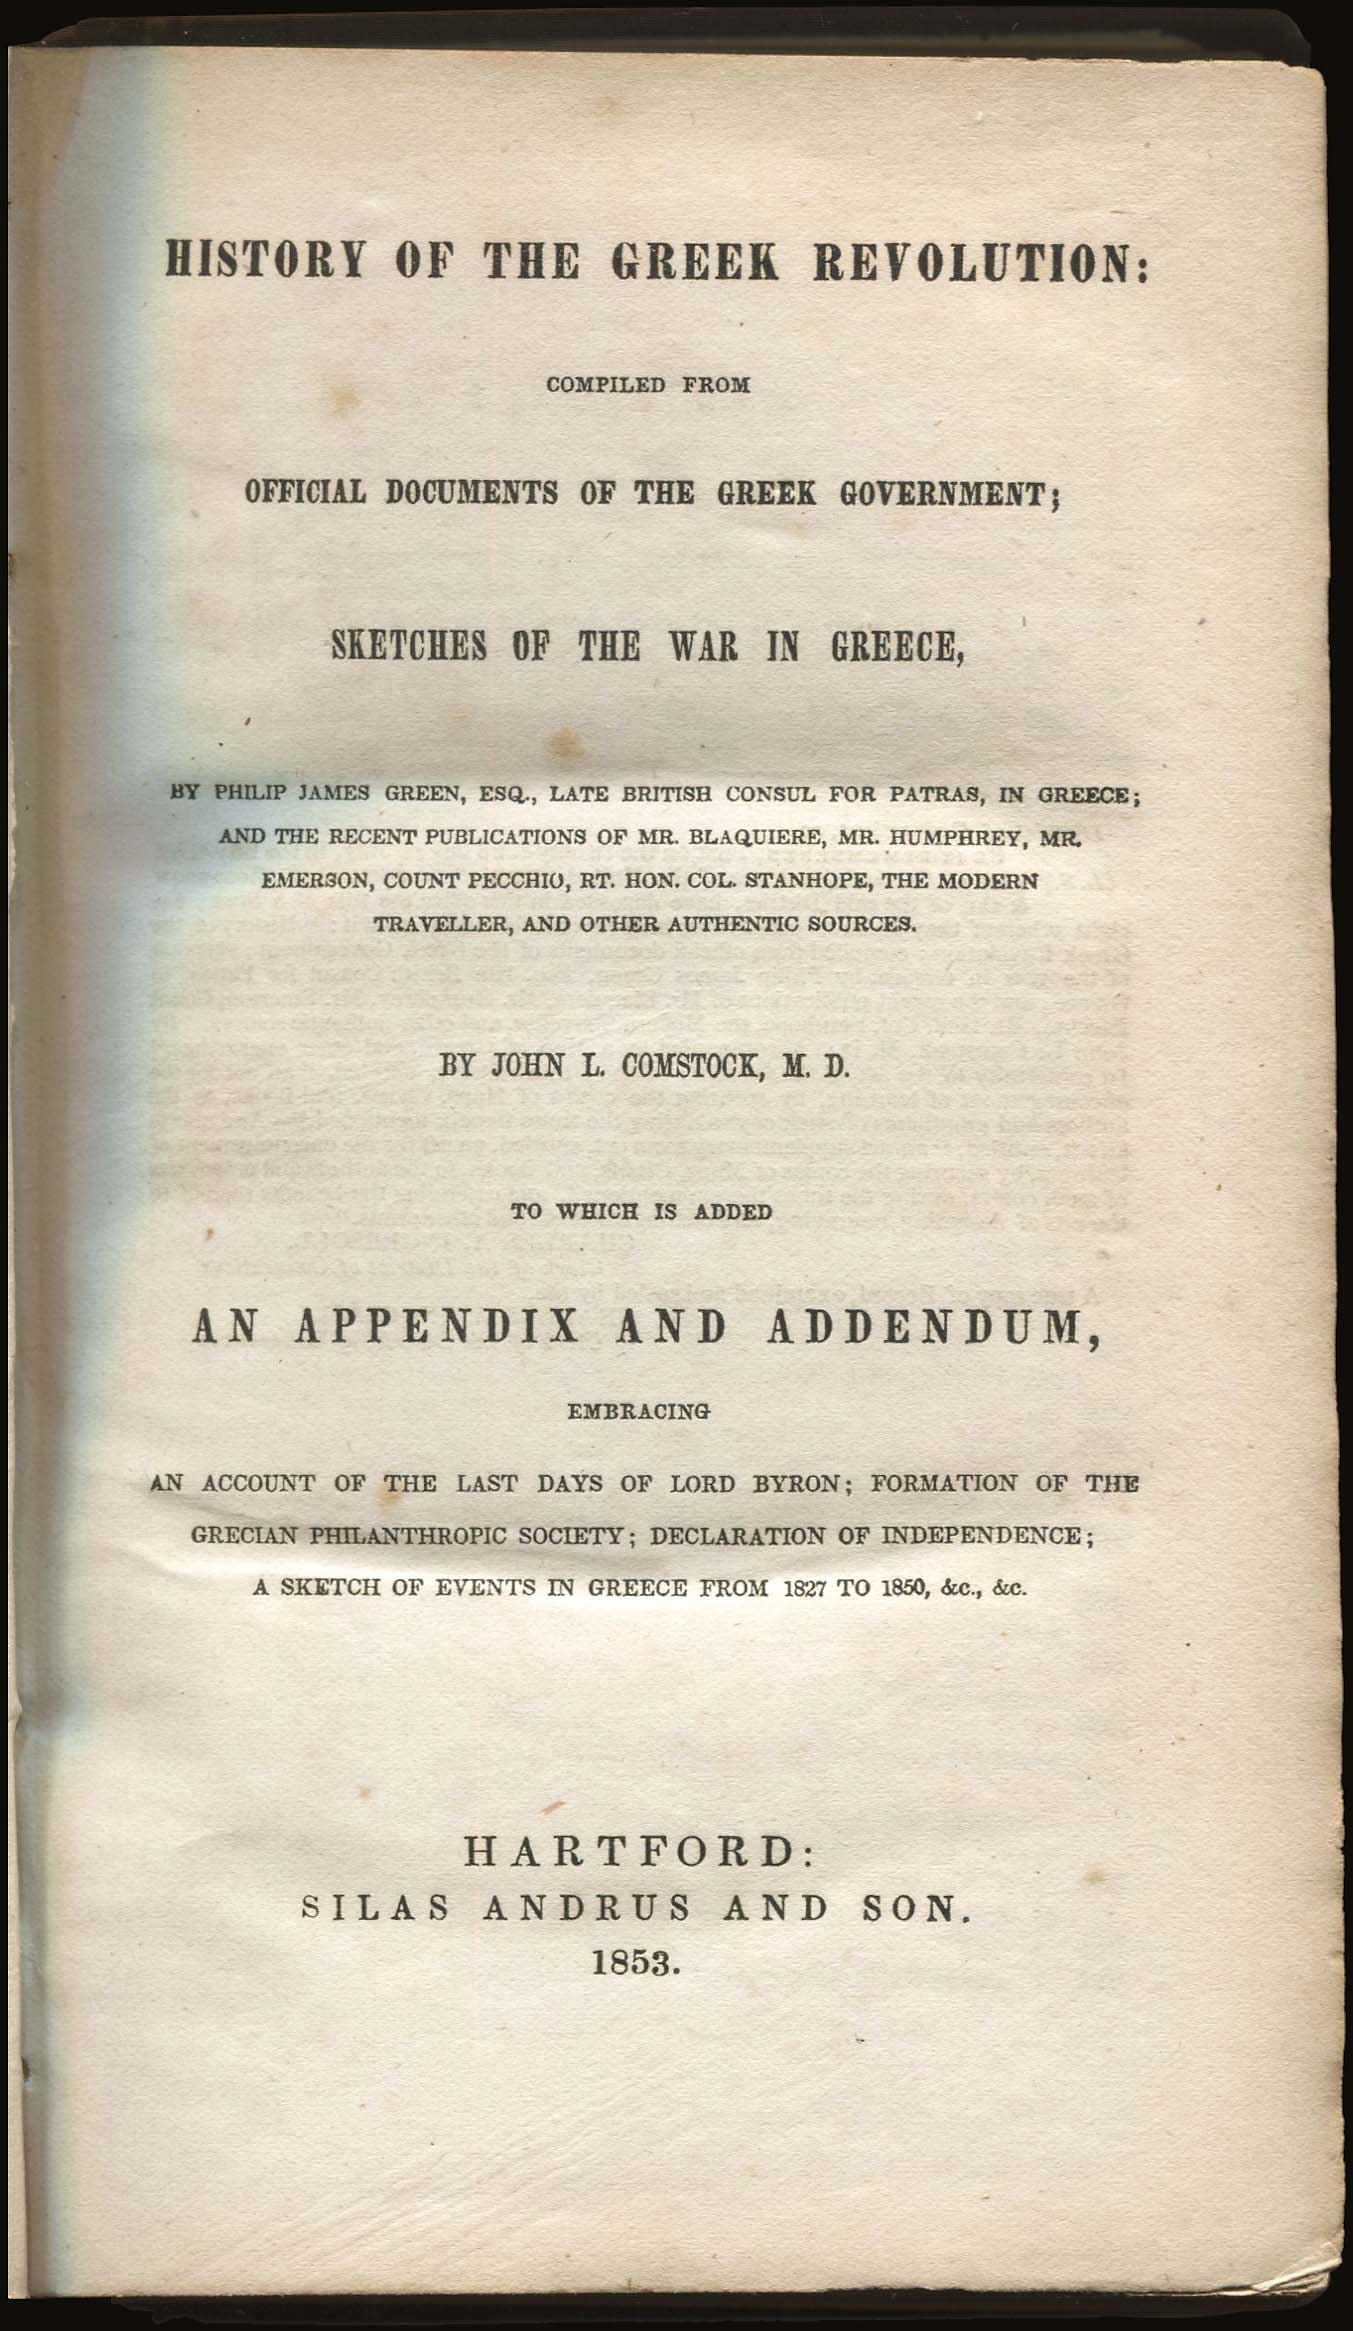 HISTORY OF THE GREEK REVOLUTION:
COMPILED FROM
OFFICIAL DOCUMENTS OF THE GREEK GOVERNMENT;
SKETCHES OF THE WAR IN GREECE,
BY PHILIP JAMES GREEN, ESQ., LATE BRITISH CONSUL FOR PATRAS, IN GREECE;
AND THE RECENT PUBLICATIONS OF MR. BLAQUIERE, MR. HUMPHREY, MR.
EMERSON, COUNT PECCHIO, RT. HON. COL. STANHOPE, THE MODERN
TRAVELLER, AND OTHER AUTHENTIC SOURCES.
BY JOHN L. COMSTOCK, M. D.
TO WHICH IS ADDED
AN APPENDIX AND ADDENDUM,
EMBRACING
AN ACCOUNT OF THE LAST DAYS OF LORD BYRON; FORMATION OF THE
GRECIAN PHILANTHROPIC SOCIETY; DECLARATION OF INDEPENDENCE;
A SKETCH OF EVENTS IN GREECE FROM 1827 TO 1850, &c., &c.
HARTFORD:
SILAS ANDRUS AND SON.
1853.